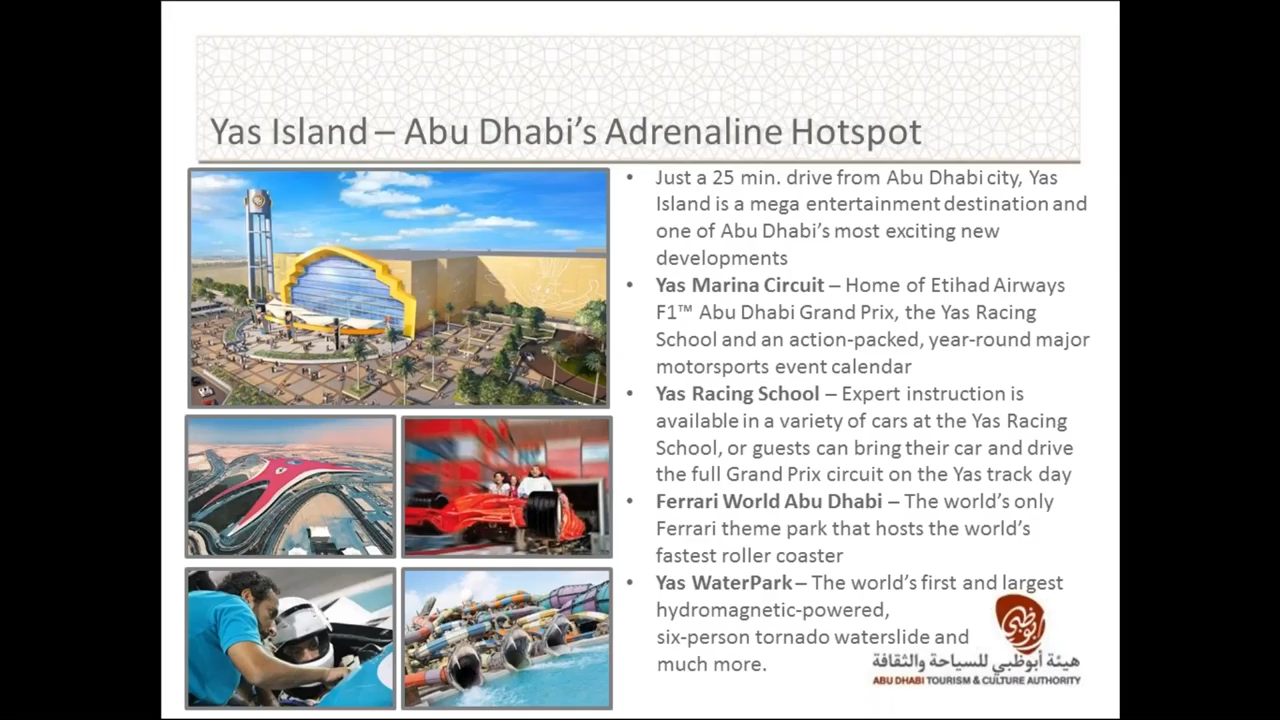 Yas Island – Abu Dhabi's Adrenaline Hotspot
• Just a 25 min. drive from Abu Dhabi city, Yas
Island is a mega entertainment destination and
one of Abu Dhabi's most exciting new
developments
• Yas Marina Circuit – Home of Etihad Airways
F1™ Abu Dhabi Grand Prix, the Yas Racing
School and an action-packed, year-round major
motorsports event calendar
• Yas Racing School – Expert instruction is
available in a variety of cars at the Yas Racing
School, or guests can bring their car and drive
the full Grand Prix circuit on the Yas track day
• Ferrari World Abu Dhabi – The world's only
Ferrari theme park that hosts the world's
fastest roller coaster
• Yas WaterPark – The world's first and largest
hydromagnetic-powered,
six-person tornado waterslide and
much more.
أبوظبي
هيئة أبوظبي للسياحة والثقافة
ABU DHABI TOURISM & CULTURE AUTHORITY